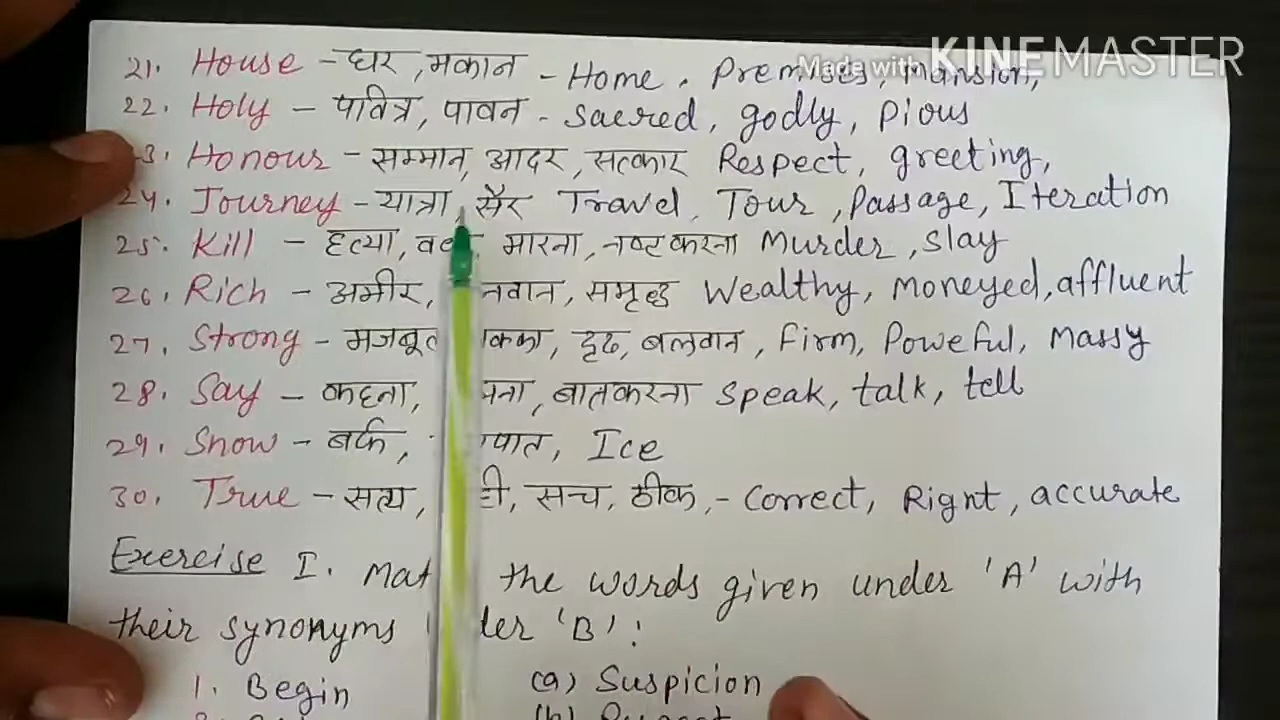 Made with KINEMASTER
21. House - घर, मकान - Home, Premises, Mansion,
22. Holy - पवित्र, पावन - Sacred, godly, Pious
23. Honour - सम्मान, आदर, सत्कार Respect, greeting,
24. Journey - यात्रा, सैर Travel, Tour, Passage, Iteration
25. Kill - हत्या, मारना, नष्ट करना Murder, Slay
26. Rich - अमीर, समृद्ध Wealthy, Moneyed, affluent
27. Strong - मजबूत दृढ, बलवान, Firm, Poweful, Massy
28. Say - कहना, बात करना Speak, talk, tell
29. Snow - बर्फ, Ice
30. True - सत्य, सच, ठीक, - Correct, Right, accurate
Exercise I. the words given under 'A' with
their synonyms 'B' :
1. Begin (a) Suspicion
(b)